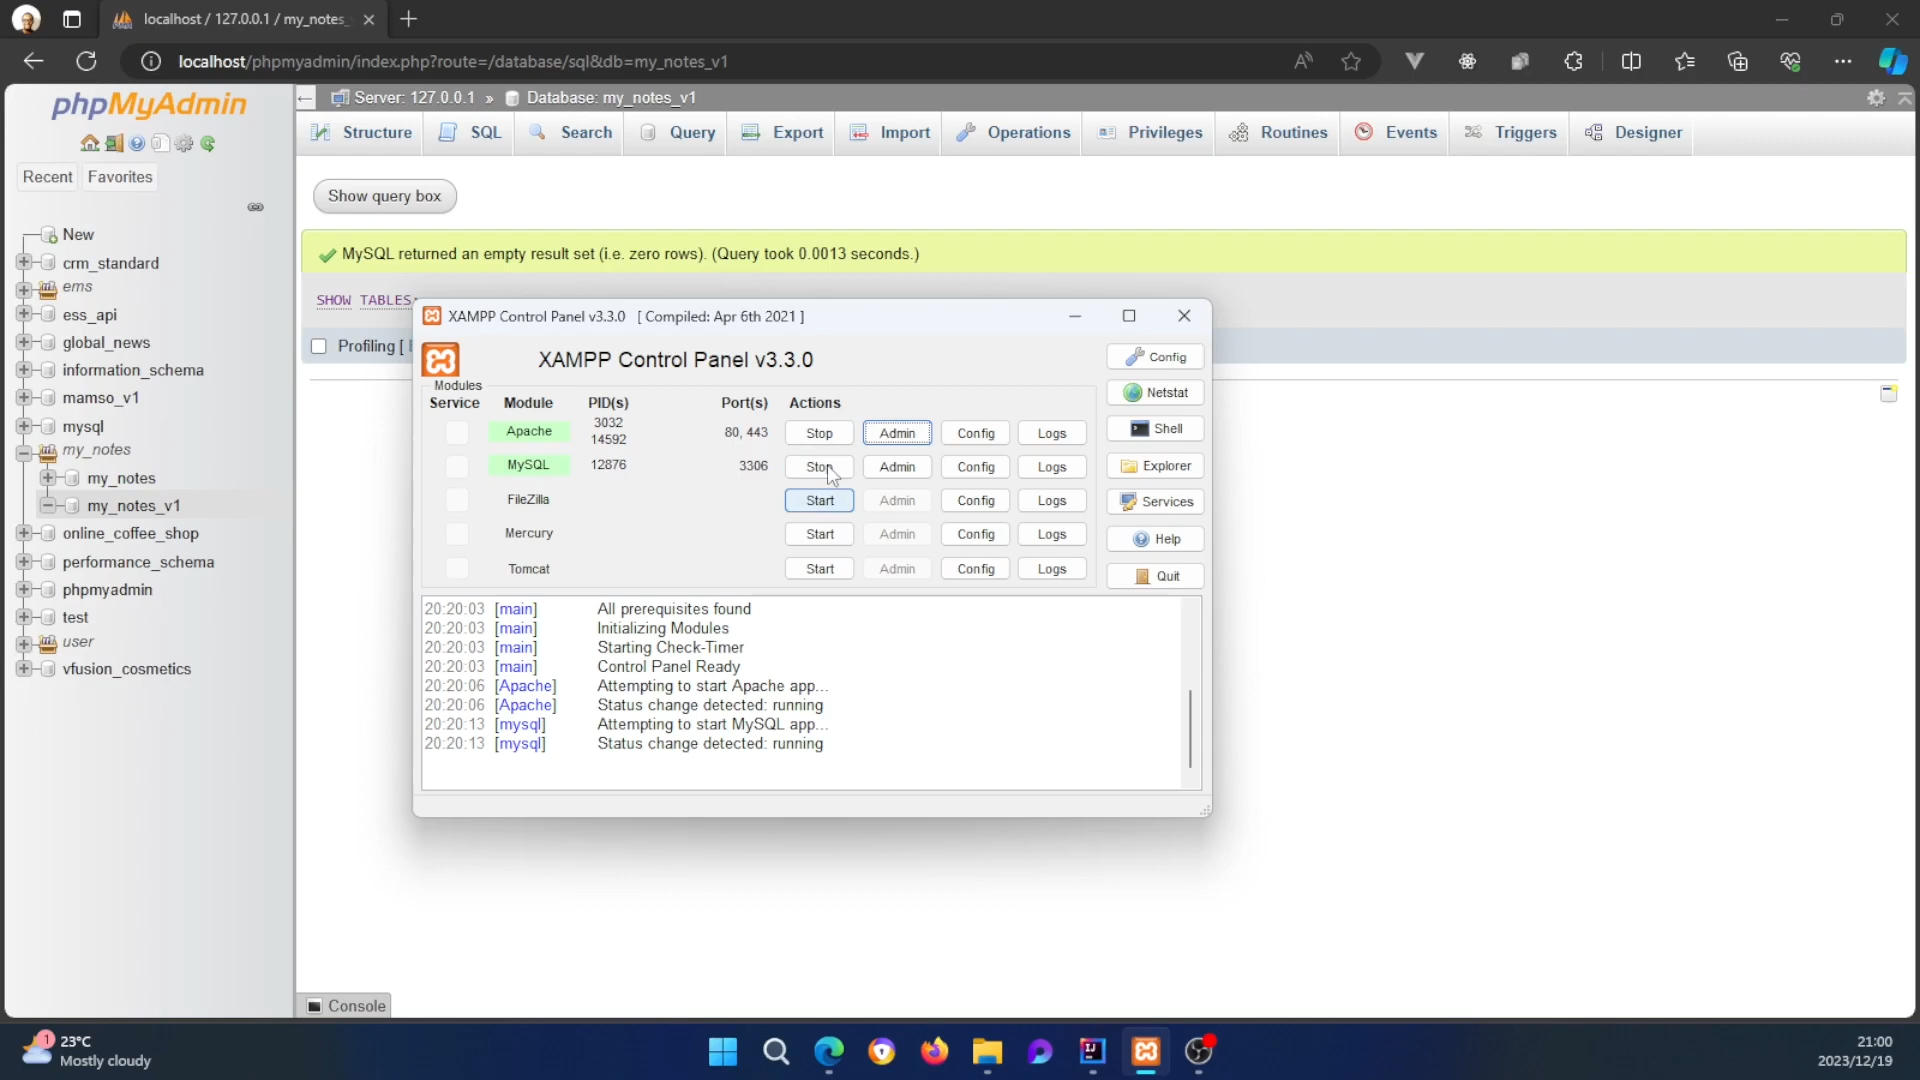 localhost / 127.0.0.1 / my_notes_
localhost/phpmyadmin/index.php?route=/database/sql&db=my_notes_v1
phpMyAdmin
Recent Favorites
New
crm_standard
ems
ess_api
global_news
information_schema
mamso_v1
mysql
my_notes
my_notes
my_notes_v1
online_coffee_shop
performance_schema
phpmyadmin
test
user
vfusion_cosmetics
Server: 127.0.0.1 » Database: my_notes_v1
Structure SQL Search Query Export Import Operations Privileges Routines Events Triggers Designer
Show query box
MySQL returned an empty result set (i.e. zero rows). (Query took 0.0013 seconds.)
SHOW TABLES;
Profiling [
XAMPP Control Panel v3.3.0 [ Compiled: Apr 6th 2021 ]
XAMPP Control Panel v3.3.0
Modules
Service Module PID(s) Port(s) Actions
Apache 3032 14592 80, 443 Stop Admin Config Logs
MySQL 12876 3306 Stop Admin Config Logs
FileZilla Start Admin Config Logs
Mercury Start Admin Config Logs
Tomcat Start Admin Config Logs
Config
Netstat
Shell
Explorer
Services
Help
Quit
20:20:03 [main] All prerequisites found
20:20:03 [main] Initializing Modules
20:20:03 [main] Starting Check-Timer
20:20:03 [main] Control Panel Ready
20:20:06 [Apache] Attempting to start Apache app...
20:20:06 [Apache] Status change detected: running
20:20:13 [mysql] Attempting to start MySQL app...
20:20:13 [mysql] Status change detected: running
Console
1
23°C
Mostly cloudy
IJ
21:00
2023/12/19